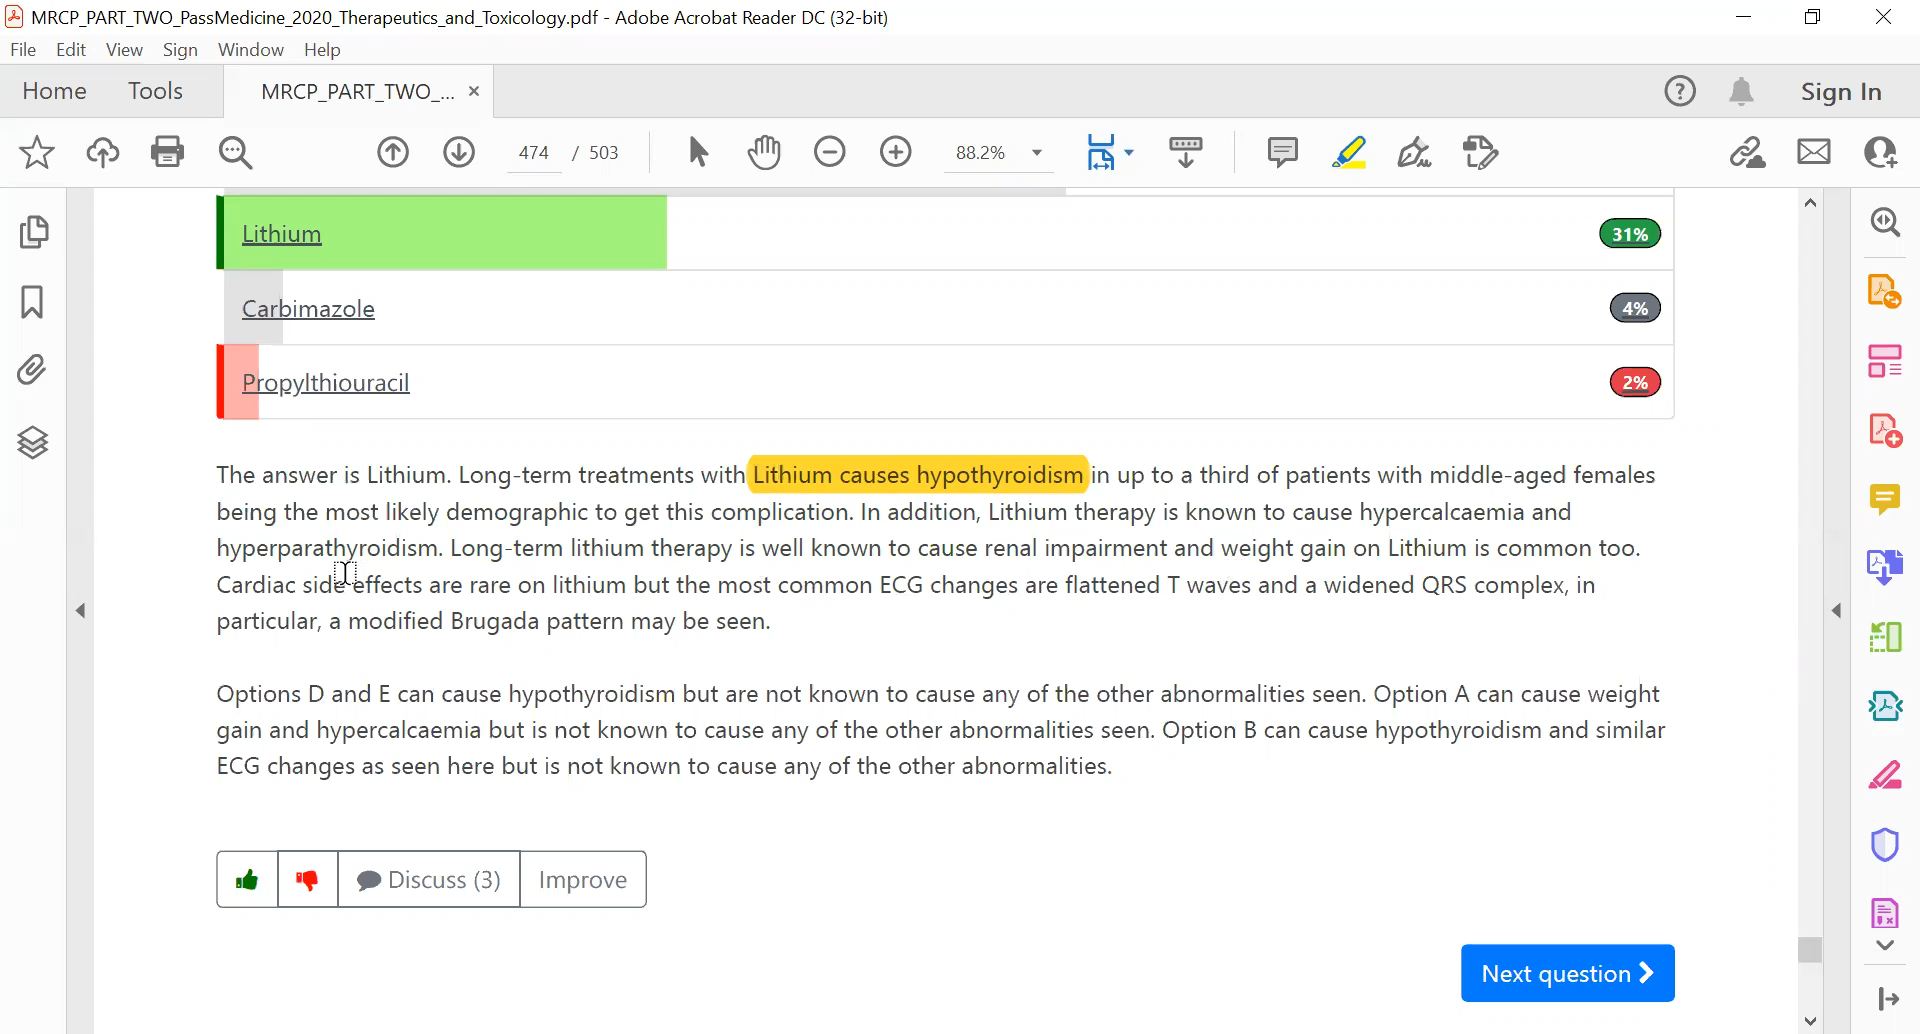 MRCP_PART_TWO_PassMedicine_2020_Therapeutics_and_Toxicology.pdf - Adobe Acrobat Reader DC (32-bit)
File Edit View Sign Window Help
Home Tools MRCP_PART_TWO_... × Sign In
474 / 503 88.2%
Lithium 31%
Carbimazole 4%
Propylthiouracil 2%
The answer is Lithium. Long-term treatments with Lithium causes hypothyroidism in up to a third of patients with middle-aged females
being the most likely demographic to get this complication. In addition, Lithium therapy is known to cause hypercalcaemia and
hyperparathyroidism. Long-term lithium therapy is well known to cause renal impairment and weight gain on Lithium is common too.
Cardiac side effects are rare on lithium but the most common ECG changes are flattened T waves and a widened QRS complex, in
particular, a modified Brugada pattern may be seen.
Options D and E can cause hypothyroidism but are not known to cause any of the other abnormalities seen. Option A can cause weight
gain and hypercalcaemia but is not known to cause any of the other abnormalities seen. Option B can cause hypothyroidism and similar
ECG changes as seen here but is not known to cause any of the other abnormalities.
Discuss (3) Improve
Next question